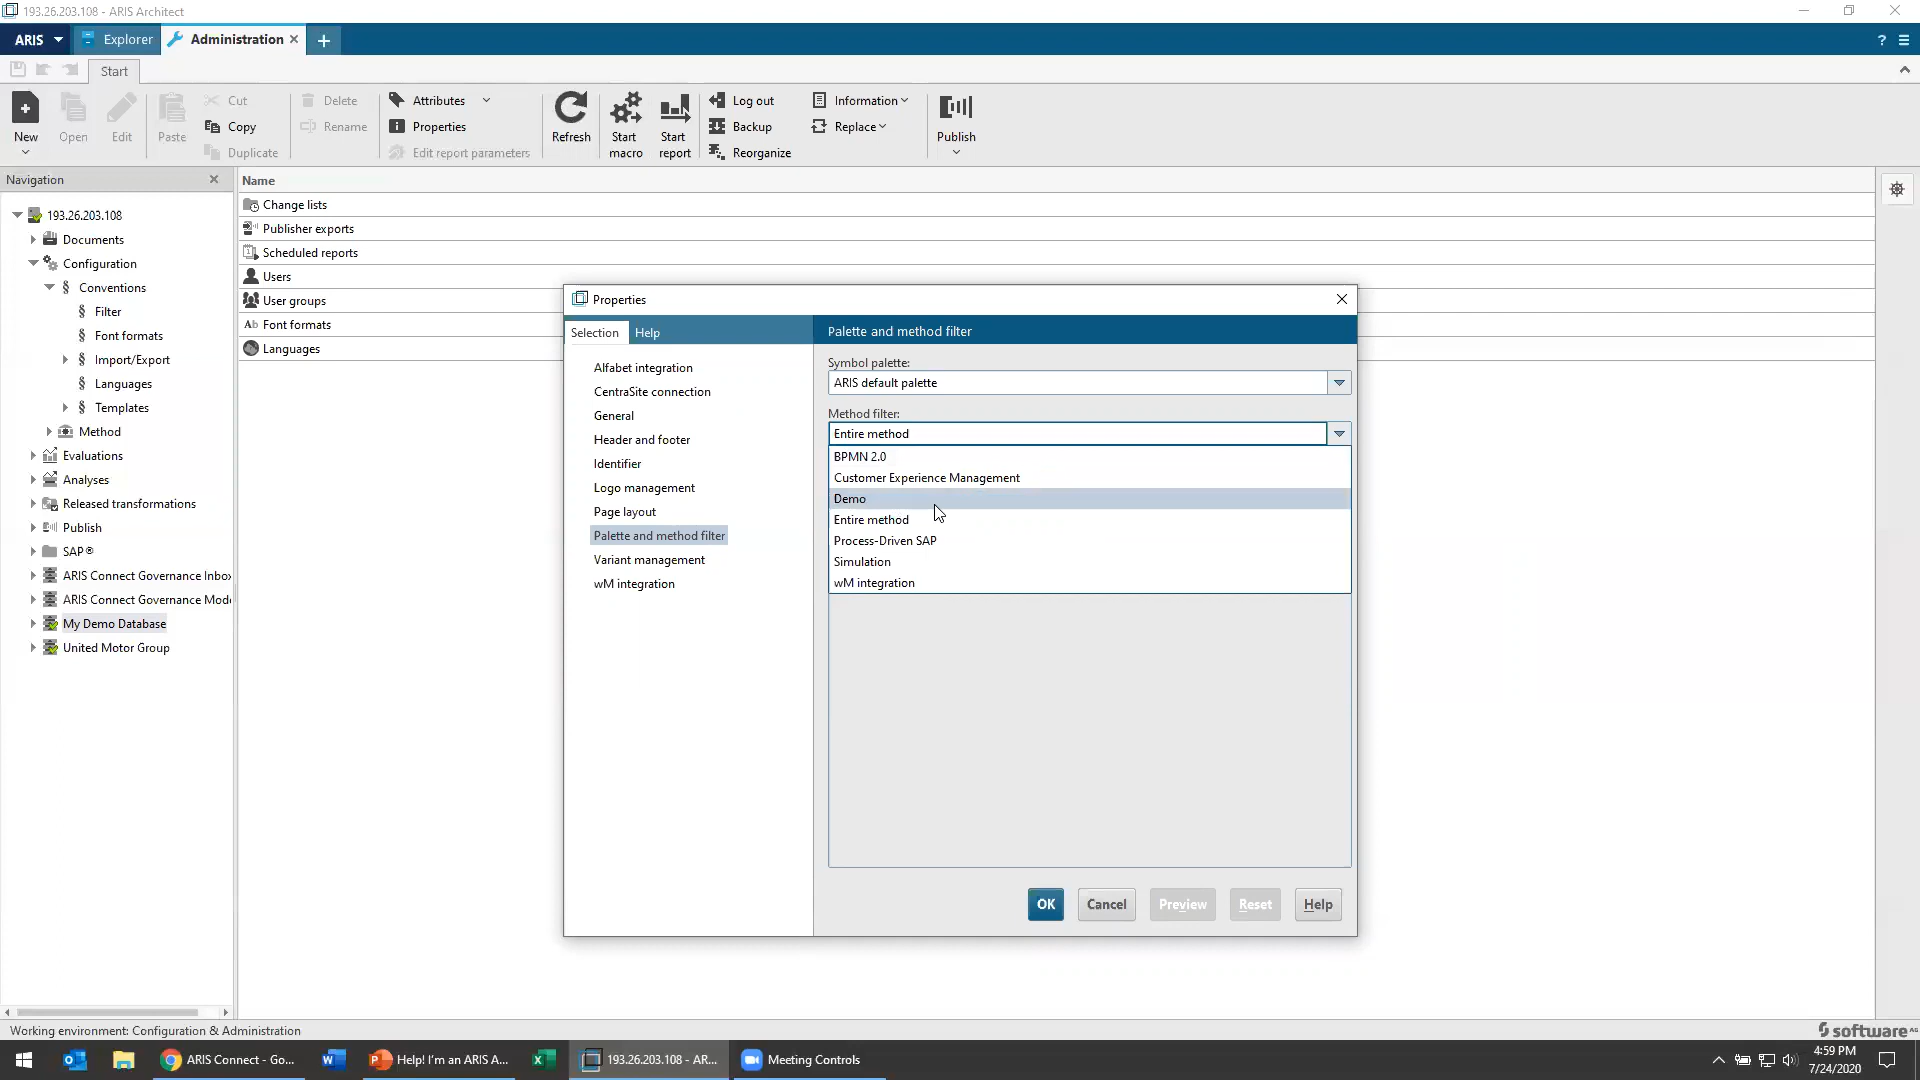 193.26.203.108 - ARIS Architect
ARIS
Explorer
Administration
Start
New
Open
Edit
Paste
Cut
Copy
Duplicate
Delete
Rename
Attributes
Properties
Edit report parameters
Refresh
Start macro
Start report
Log out
Backup
Reorganize
Information
Replace
Publish
Navigation
193.26.203.108
Documents
Configuration
§ Conventions
§ Filter
§ Font formats
§ Import/Export
§ Languages
§ Templates
Method
Evaluations
Analyses
Released transformations
Publish
SAP®
ARIS Connect Governance Inbox
ARIS Connect Governance Mode
My Demo Database
United Motor Group
Name
Change lists
Publisher exports
Scheduled reports
Users
User groups
Ab Font formats
Languages
Properties
Selection Help
Alfabet integration
CentraSite connection
General
Header and footer
Identifier
Logo management
Page layout
Palette and method filter
Variant management
wM integration
Palette and method filter
Symbol palette:
ARIS default palette
Method filter:
Entire method
BPMN 2.0
Customer Experience Management
Demo
Entire method
Process-Driven SAP
Simulation
wM integration
OK Cancel Preview Reset Help
Working environment: Configuration & Administration
software AG
ARIS Connect - Go...
Help! I'm an ARIS A...
193.26.203.108 - AR...
Meeting Controls
4:59 PM
7/24/2020